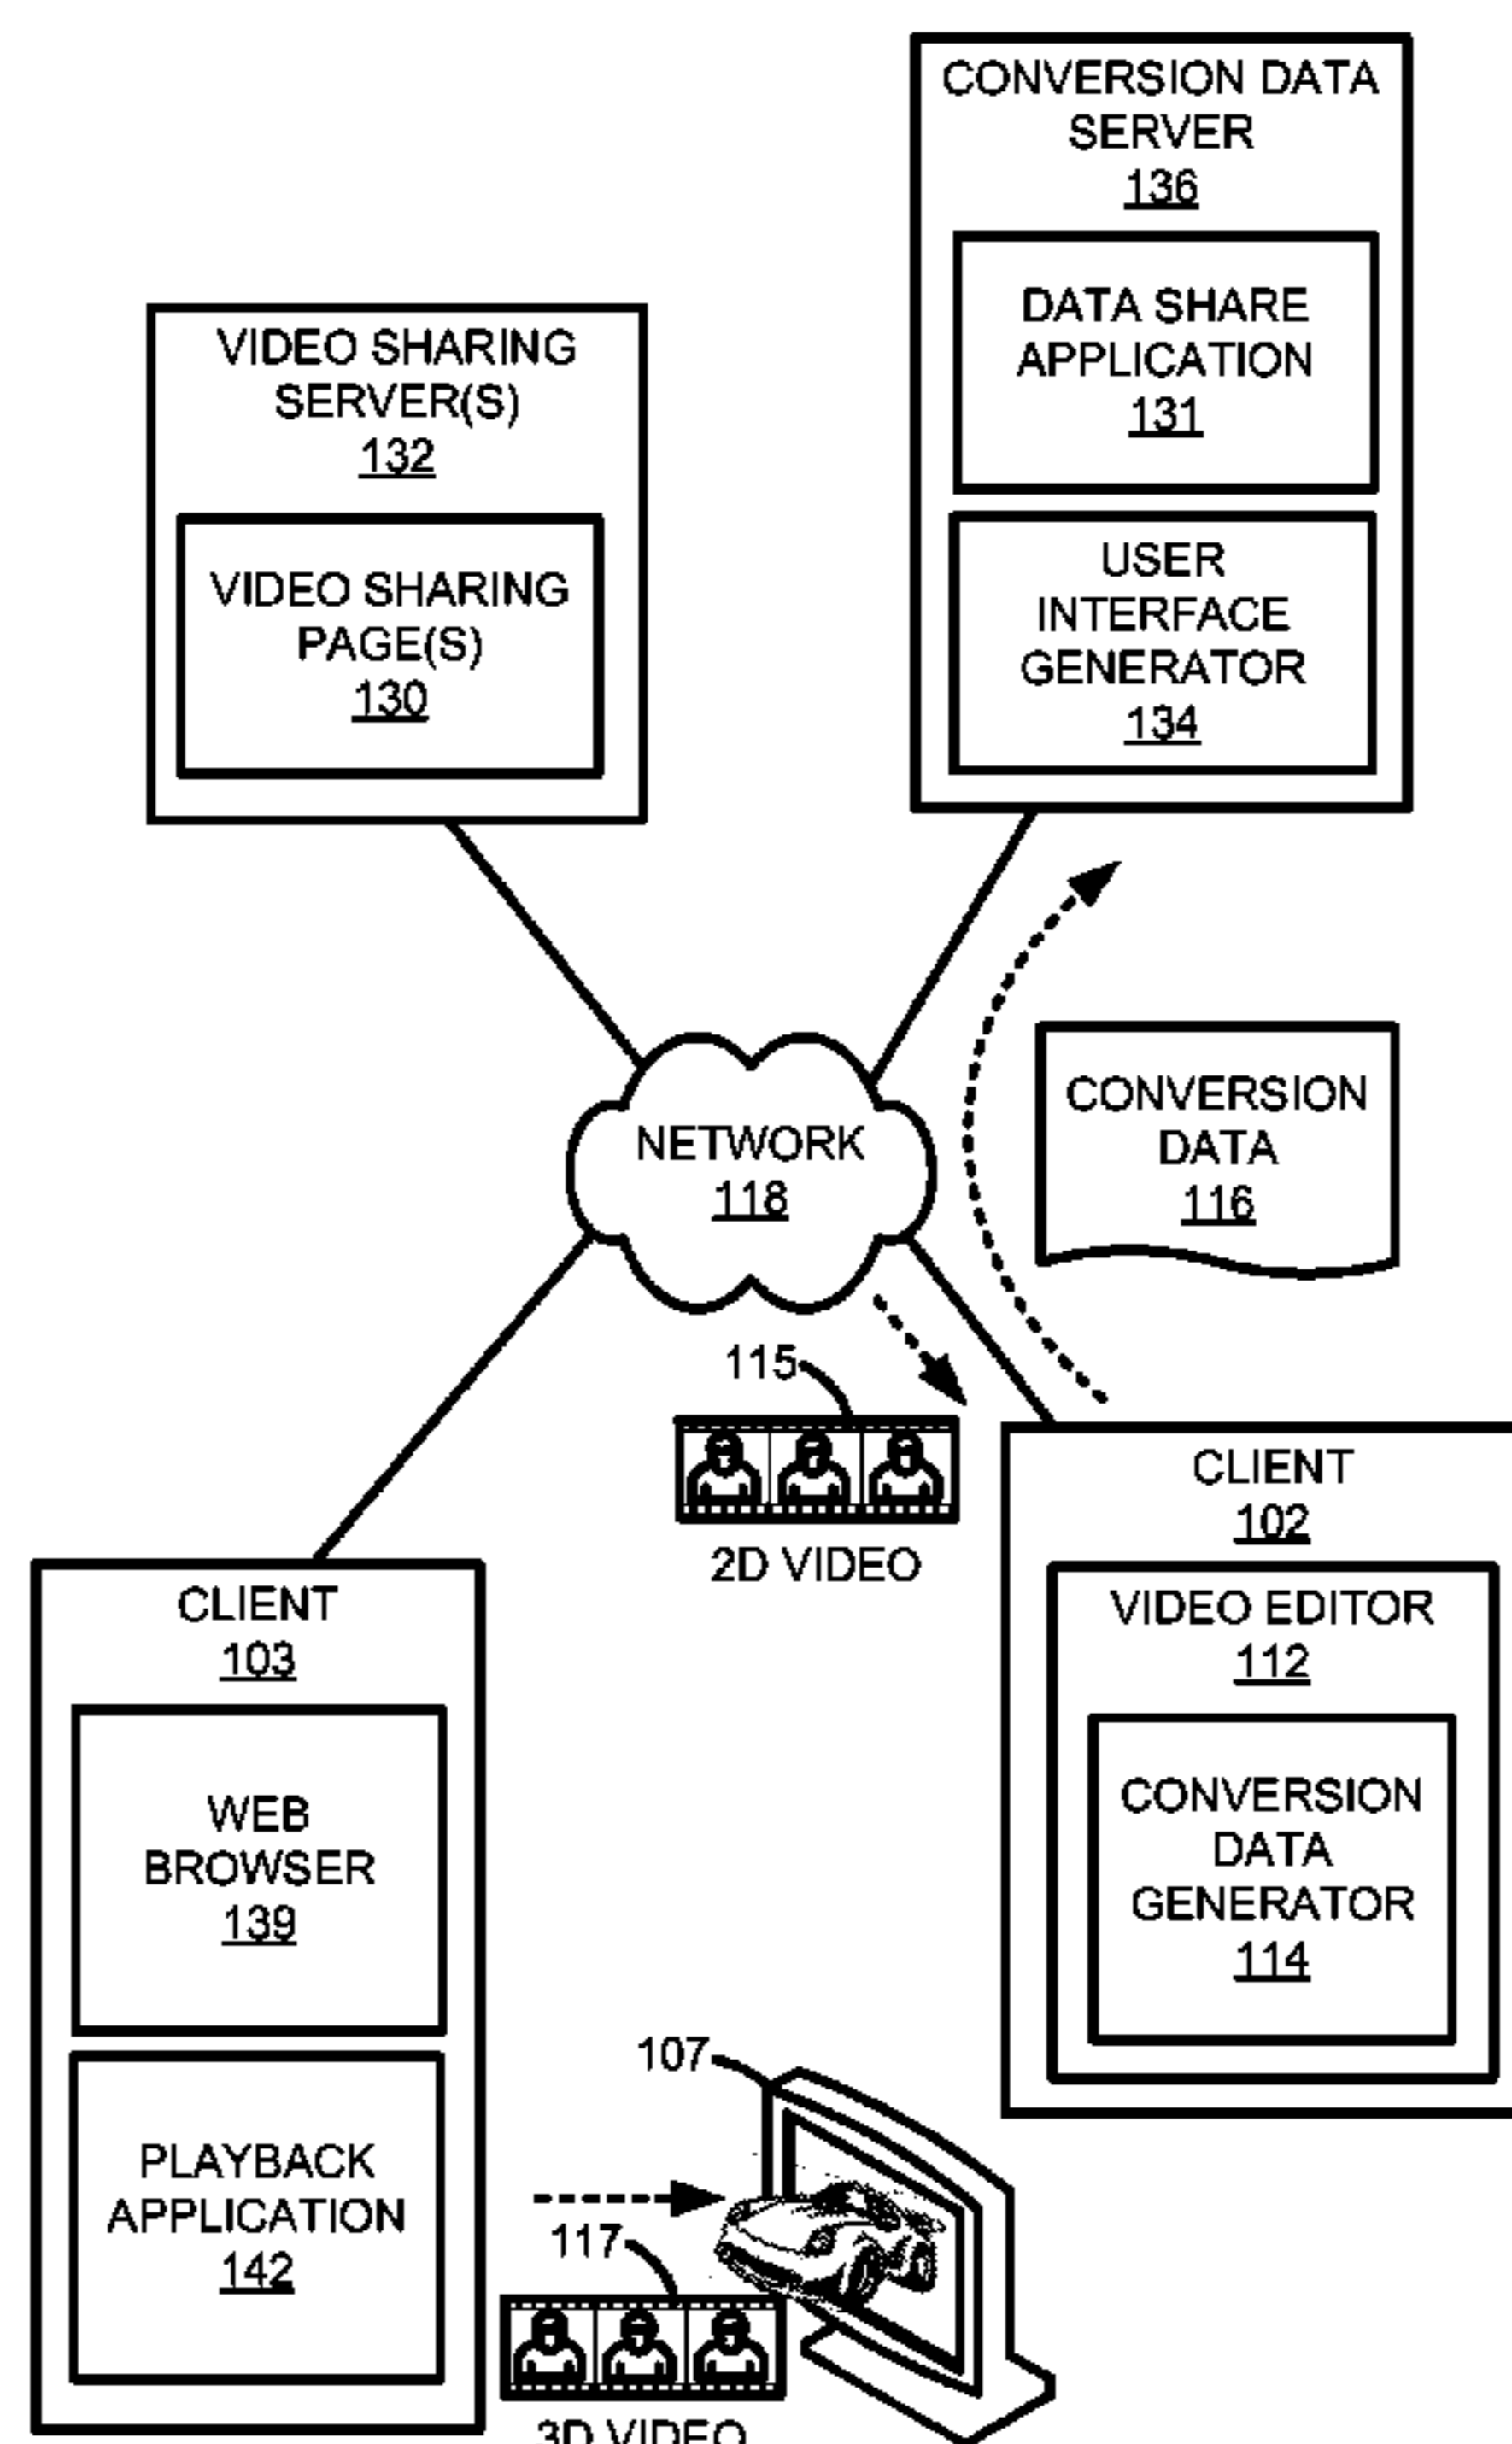 CONVERSION DATA
SERVER
136
DATA SHARE
APPLICATION
131
USER
INTERFACE
GENERATOR
134
VIDEO SHARING
SERVER(S)
132
VIDEO SHARING
PAGE(S)
130
NETWORK
118
CONVERSION
DATA
116
115
2D VIDEO
CLIENT
102
VIDEO EDITOR
112
CONVERSION
DATA
GENERATOR
114
CLIENT
103
WEB
BROWSER
139
PLAYBACK
APPLICATION
142
107
117
3D VIDEO